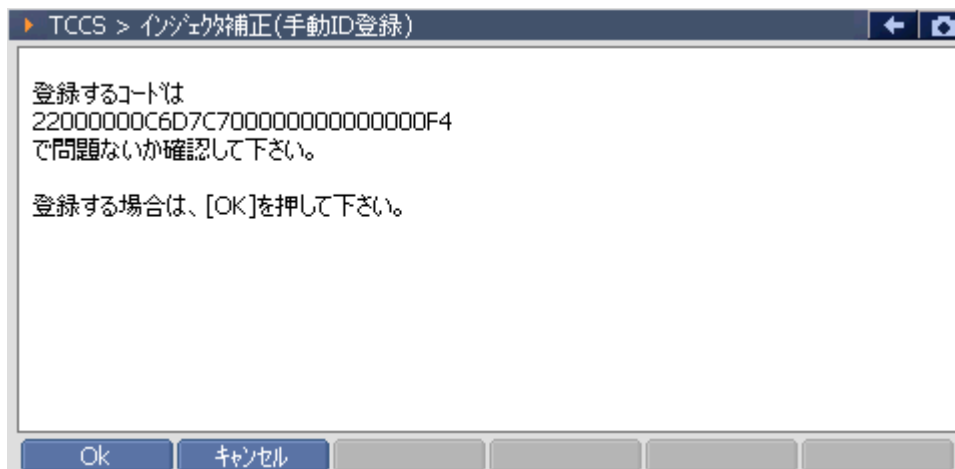 TCCS > インジェクタ補正(手動ID登録)
登録するコードは
22000000C6D7C700000000000000F4
で問題ないか確認して下さい。
登録する場合は、[OK]を押して下さい。
Ok
キャンセル